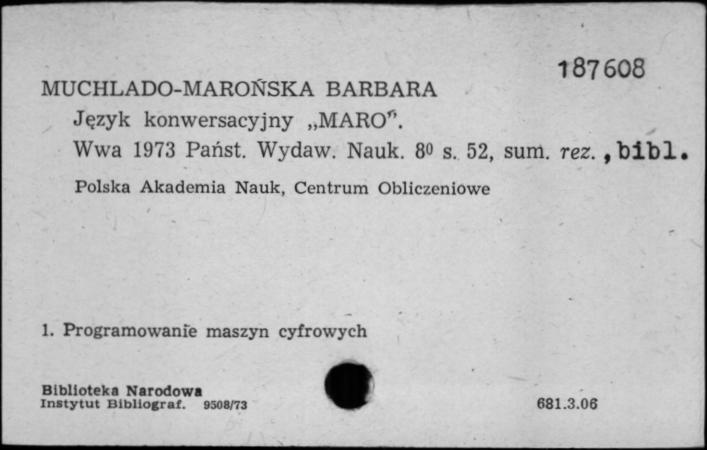 187608
MUCHLADO-MAROŃSKA BARBARA
Język konwersacyjny „MARO”.
Wwa 1973 Państ. Wydaw. Nauk. 8⁰ s. 52, sum. rez. , bibl.
Polska Akademia Nauk, Centrum Obliczeniowe
1. Programowanie maszyn cyfrowych
Biblioteka Narodowa
Instytut Bibliograf. 9508/73
681.3.06